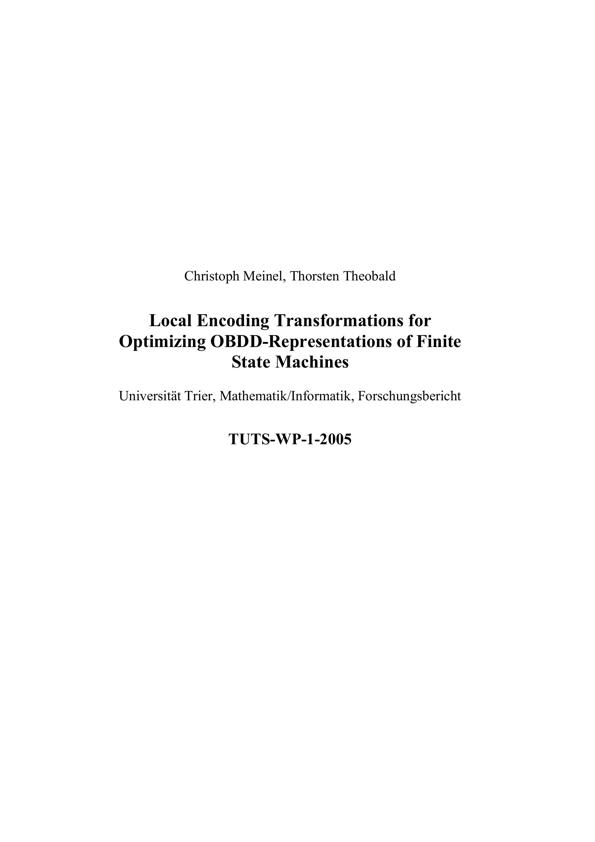 Christoph Meinel, Thorsten Theobald
Local Encoding Transformations for
Optimizing OBDD-Representations of Finite
State Machines
Universität Trier, Mathematik/Informatik, Forschungsbericht
TUTS-WP-1-2005